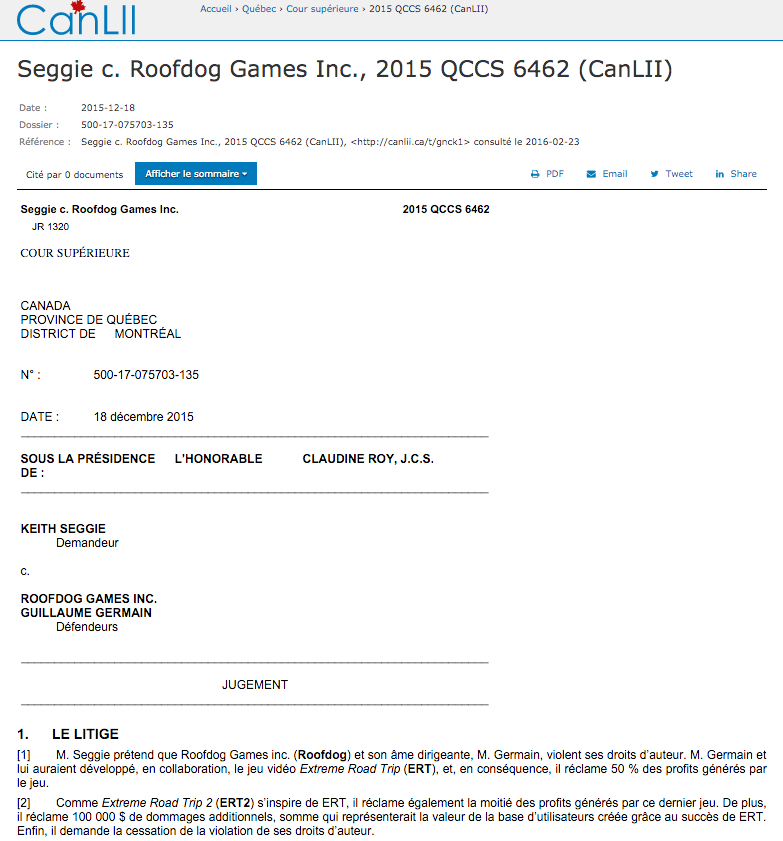 CanLII
Accueil › Québec › Cour supérieure › 2015 QCCS 6462 (CanLII)
Seggie c. Roofdog Games Inc., 2015 QCCS 6462 (CanLII)
Date : 2015-12-18
Dossier : 500-17-075703-135
Référence : Seggie c. Roofdog Games Inc., 2015 QCCS 6462 (CanLII), <http://canlii.ca/t/gnck1> consulté le 2016-02-23
Cité par 0 documents Afficher le sommaire PDF Email Tweet Share
Seggie c. Roofdog Games Inc. 2015 QCCS 6462
JR 1320
COUR SUPÉRIEURE
CANADA
PROVINCE DE QUÉBEC
DISTRICT DE MONTRÉAL
N° : 500-17-075703-135
DATE : 18 décembre 2015
SOUS LA PRÉSIDENCE L'HONORABLE CLAUDINE ROY, J.C.S.
DE :
KEITH SEGGIE
Demandeur
c.
ROOFDOG GAMES INC.
GUILLAUME GERMAIN
Défendeurs
JUGEMENT
1. LE LITIGE
[1] M. Seggie prétend que Roofdog Games inc. (Roofdog) et son âme dirigeante, M. Germain, violent ses droits d'auteur. M. Germain et
lui auraient développé, en collaboration, le jeu vidéo Extreme Road Trip (ERT), et, en conséquence, il réclame 50 % des profits générés par
le jeu.
[2] Comme Extreme Road Trip 2 (ERT2) s'inspire de ERT, il réclame également la moitié des profits générés par ce dernier jeu. De plus,
il réclame 100 000 $ de dommages additionnels, somme qui représenterait la valeur de la base d'utilisateurs créée grâce au succès de ERT.
Enfin, il demande la cessation de la violation de ses droits d'auteur.